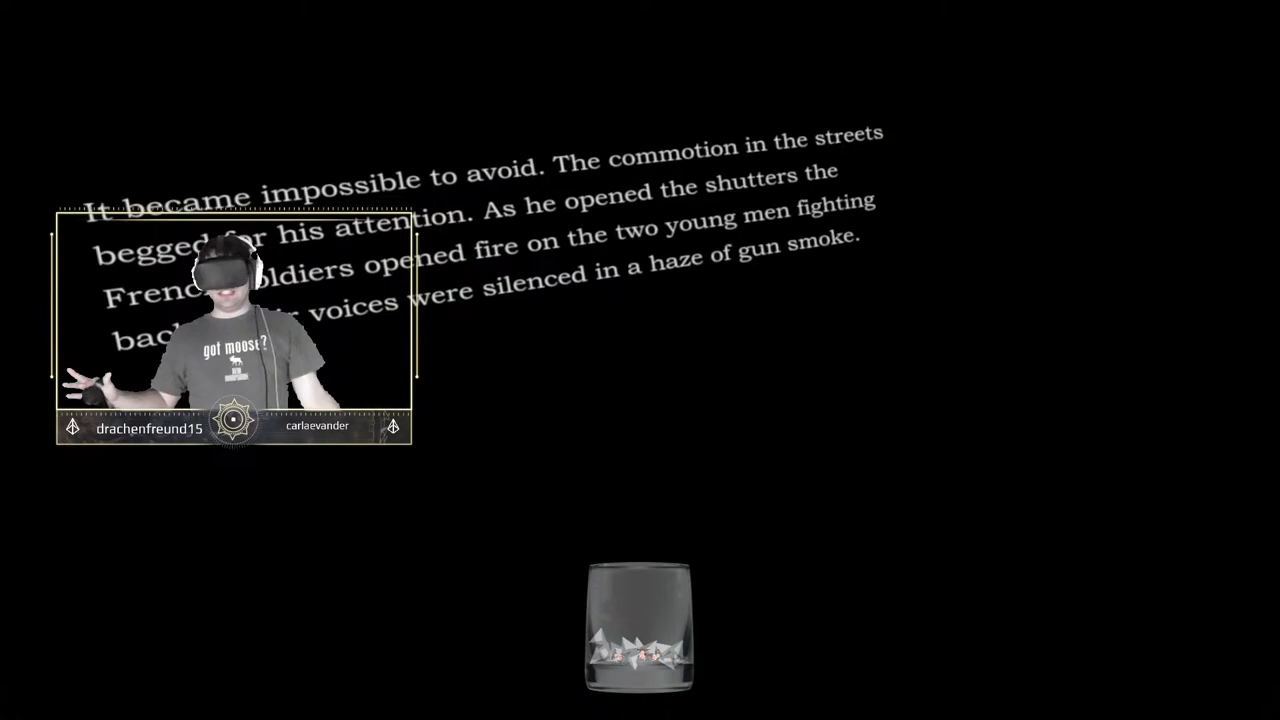 It became impossible to avoid. The commotion in the streets
begged for his attention. As he opened the shutters the
soldiers opened fire on the two young men fighting
voices were silenced in a haze of gun smoke.
got moose?
drachenfreund15
carlaevander